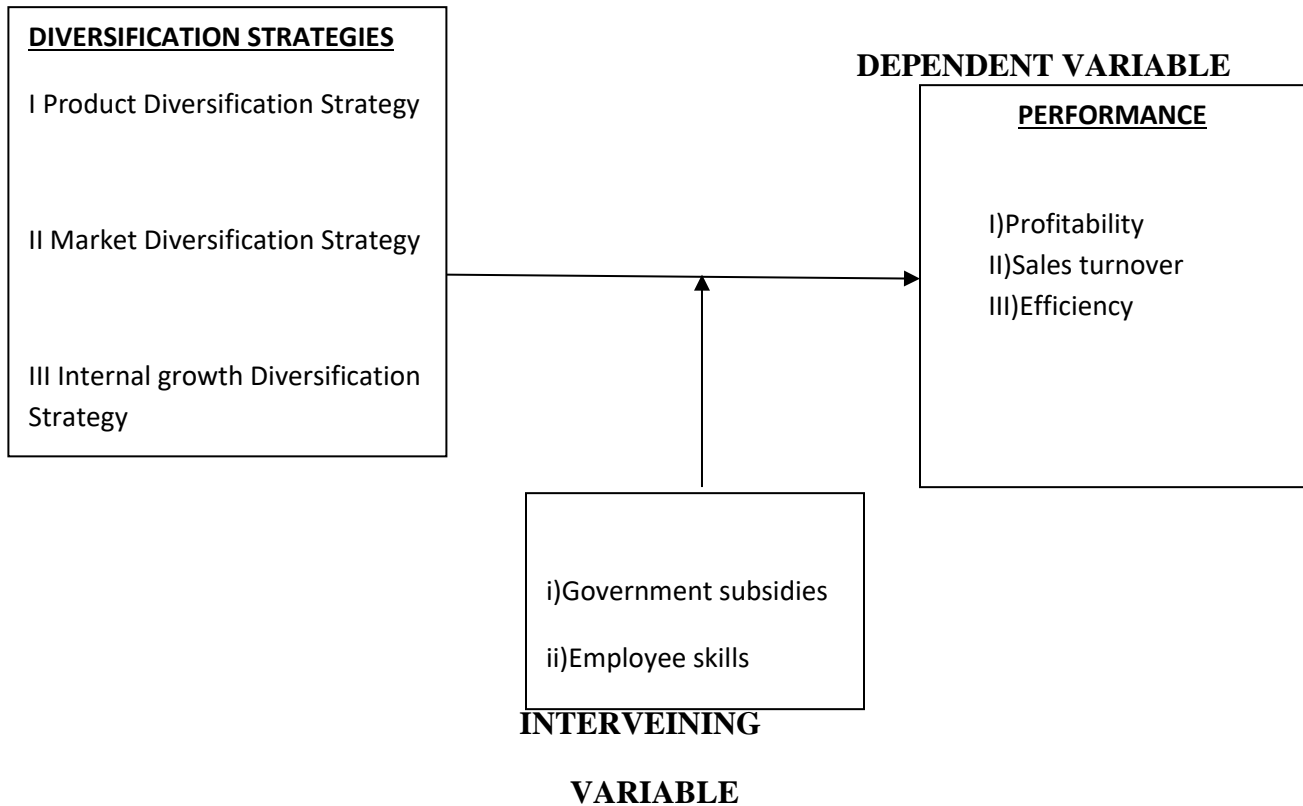 DIVERSIFICATION STRATEGIES
I Product Diversification Strategy
II Market Diversification Strategy
III Internal growth Diversification
Strategy
DEPENDENT VARIABLE
PERFORMANCE
I)Profitability
II)Sales turnover
III)Efficiency
i)Government subsidies
ii)Employee skills
INTERVEINING
VARIABLE